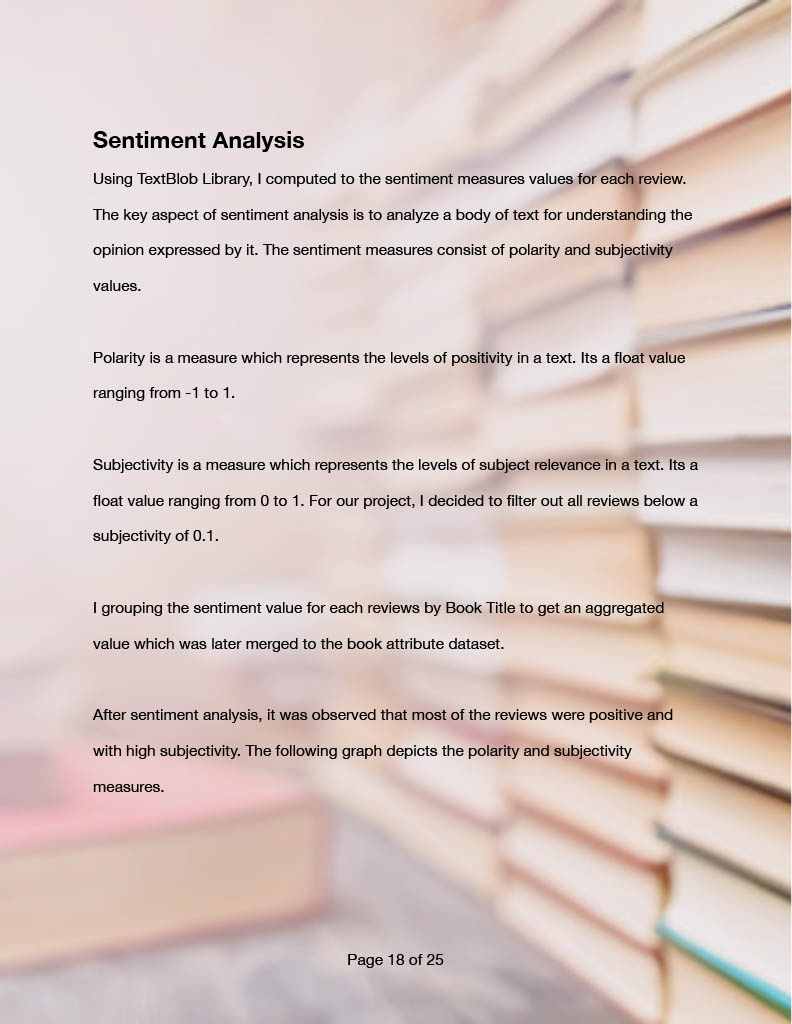 Sentiment Analysis
Using TextBlob Library, I computed to the sentiment measures values for each review.
The key aspect of sentiment analysis is to analyze a body of text for understanding the
opinion expressed by it. The sentiment measures consist of polarity and subjectivity
values.
Polarity is a measure which represents the levels of positivity in a text. Its a float value
ranging from -1 to 1.
Subjectivity is a measure which represents the levels of subject relevance in a text. Its a
float value ranging from 0 to 1. For our project, I decided to filter out all reviews below a
subjectivity of 0.1.
I grouping the sentiment value for each reviews by Book Title to get an aggregated
value which was later merged to the book attribute dataset.
After sentiment analysis, it was observed that most of the reviews were positive and
with high subjectivity. The following graph depicts the polarity and subjectivity
measures.
Page 18 of 25